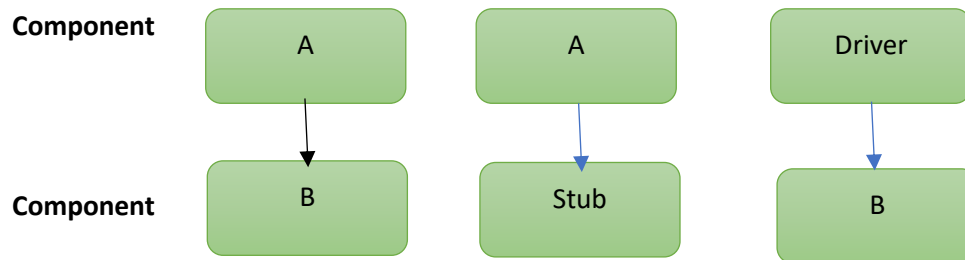 Component
A
A
Driver
Component
B
Stub
B